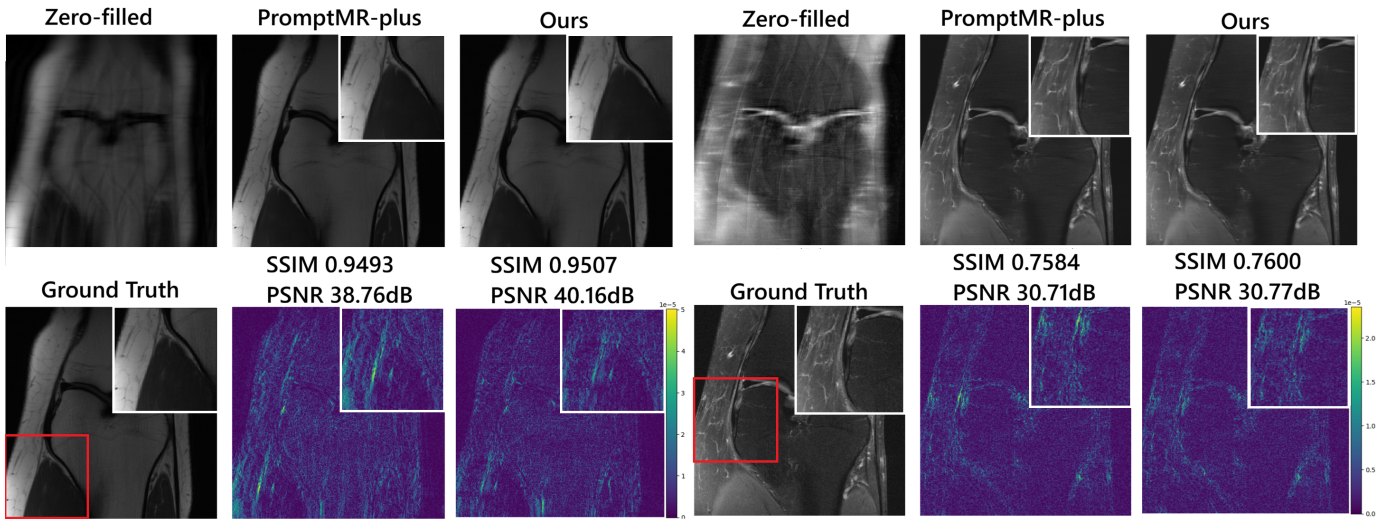 Zero-filled PromptMR-plus Ours Zero-filled PromptMR-plus Ours
SSIM 0.9493 SSIM 0.9507 SSIM 0.7584 SSIM 0.7600
Ground Truth PSNR 38.76dB PSNR 40.16dB Ground Truth PSNR 30.71dB PSNR 30.77dB
1e-5 1e-5
5
4
3
2
1
0
2.0
1.5
1.0
0.5
0.0